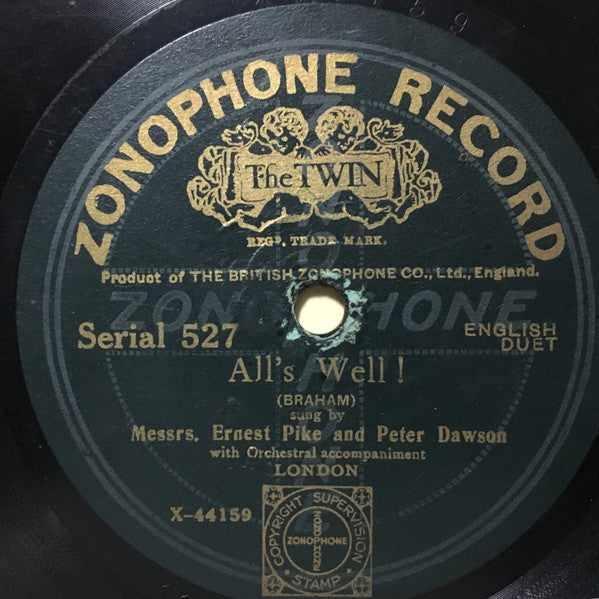 ZONOPHONE RECORD
The TWIN
REGD. TRADE MARK.
Product of THE BRITISH ZONOPHONE CO., Ltd., England.
ZONOPHONE
Serial 527
ENGLISH
DUET
All's Well!
(BRAHAM)
sung by
Messrs. Ernest Pike and Peter Dawson
with Orchestral accompaniment
LONDON
X-44159
COPYRIGHT SUPERVISION
ZONOPHONE
ZONOPHONE
STAMP